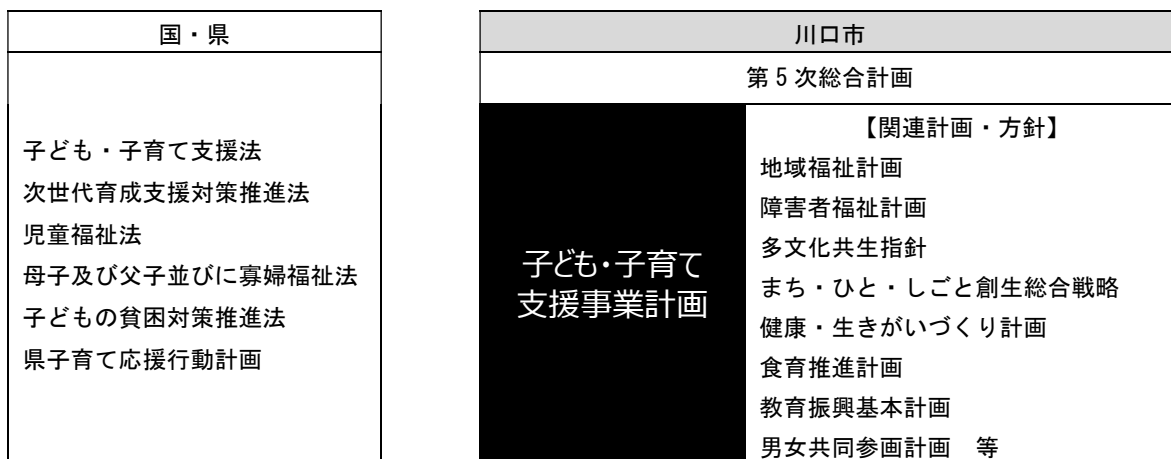 国・県
子ども・子育て支援法
次世代育成支援対策推進法
児童福祉法
母子及び父子並びに寡婦福祉法
子どもの貧困対策推進法
県子育て応援行動計画
川口市
第5次総合計画
子ども・子育て
支援事業計画
【関連計画・方針】
地域福祉計画
障害者福祉計画
多文化共生指針
まち・ひと・しごと創生総合戦略
健康・生きがいづくり計画
食育推進計画
教育振興基本計画
男女共同参画計画　等